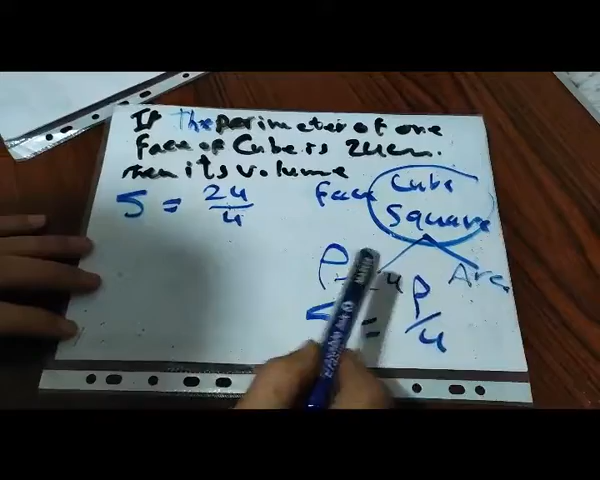 If the perimeter of one
face of Cube is 24cm.
then its volume
S = 24/4
face Cube
Square
P
Area
= P/4